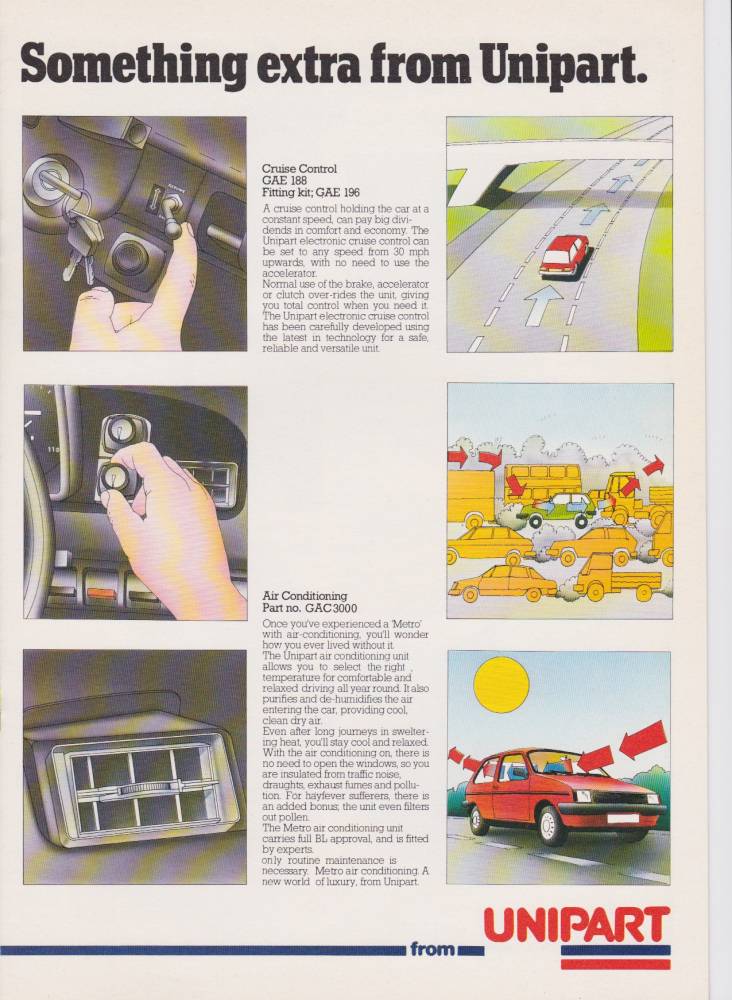 Something extra from Unipart.
Cruise Control
GAE 188
Fitting kit; GAE 196
A cruise control holding the car at a
constant speed, can pay big divi-
dends in comfort and economy. The
Unipart electronic cruise control can
be set to any speed from 30 mph
upwards, with no need to use the
accelerator.
Normal use of the brake, accelerator
or clutch over-rides the unit, giving
you total control when you need it.
The Unipart electronic cruise control
has been carefully developed using
the latest in technology for a safe,
reliable and versatile unit.
110
Air Conditioning
Part no. GAC3000
Once you've experienced a 'Metro'
with air-conditioning, you'll wonder
how you ever lived without it.
The Unipart air conditioning unit
allows you to select the right ,
temperature for comfortable and
relaxed driving all year round. It also
purifies and de-humidifies the air
entering the car, providing cool,
clean dry air.
Even after long journeys in swelter-
ing heat, you'll stay cool and relaxed.
With the air conditioning on, there is
no need to open the windows, so you
are insulated from traffic noise,
draughts, exhaust fumes and pollu-
tion. For hayfever sufferers, there is
an added bonus; the unit even filters
out pollen.
The Metro air conditioning unit
carries full BL approval, and is fitted
by experts.
only routine maintenance is
necessary. Metro air conditioning. A
new world of luxury, from Unipart.
from
UNIPART